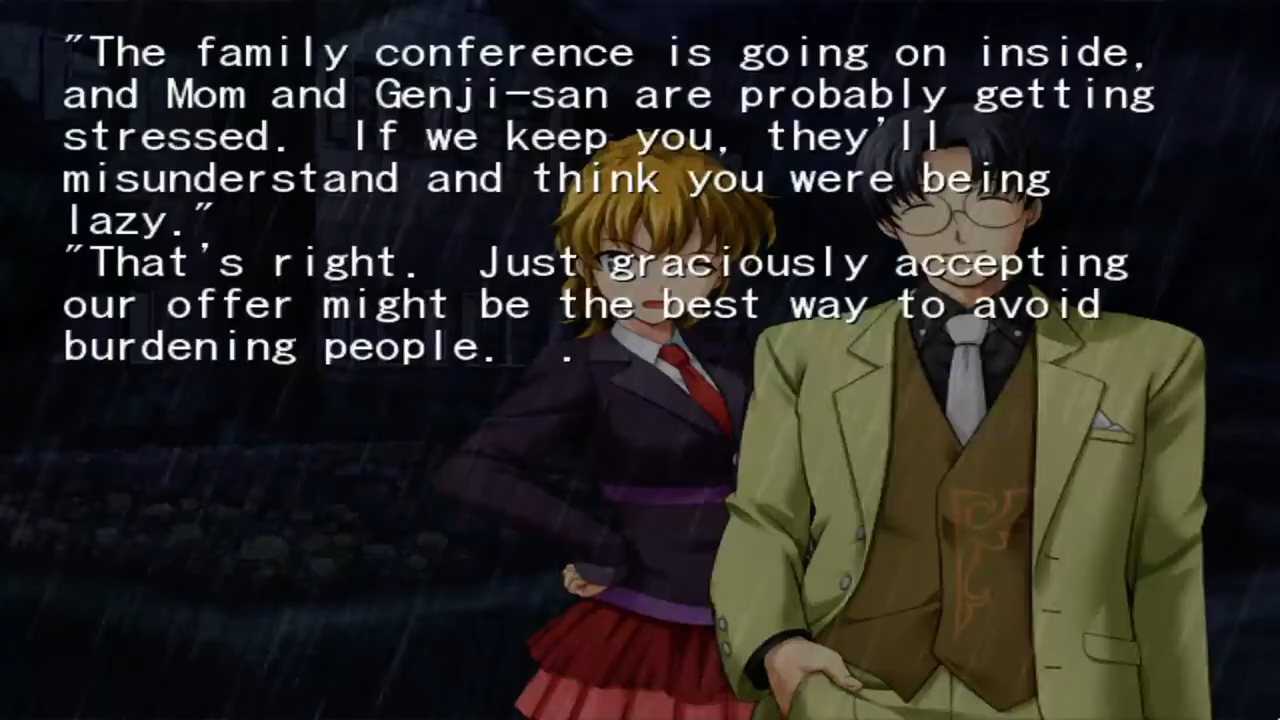 "The family conference is going on inside,
and Mom and Genji-san are probably getting
stressed.  If we keep you, they'll
misunderstand and think you were being
lazy."
"That's right.  Just graciously accepting
our offer might be the best way to avoid
burdening people.  .